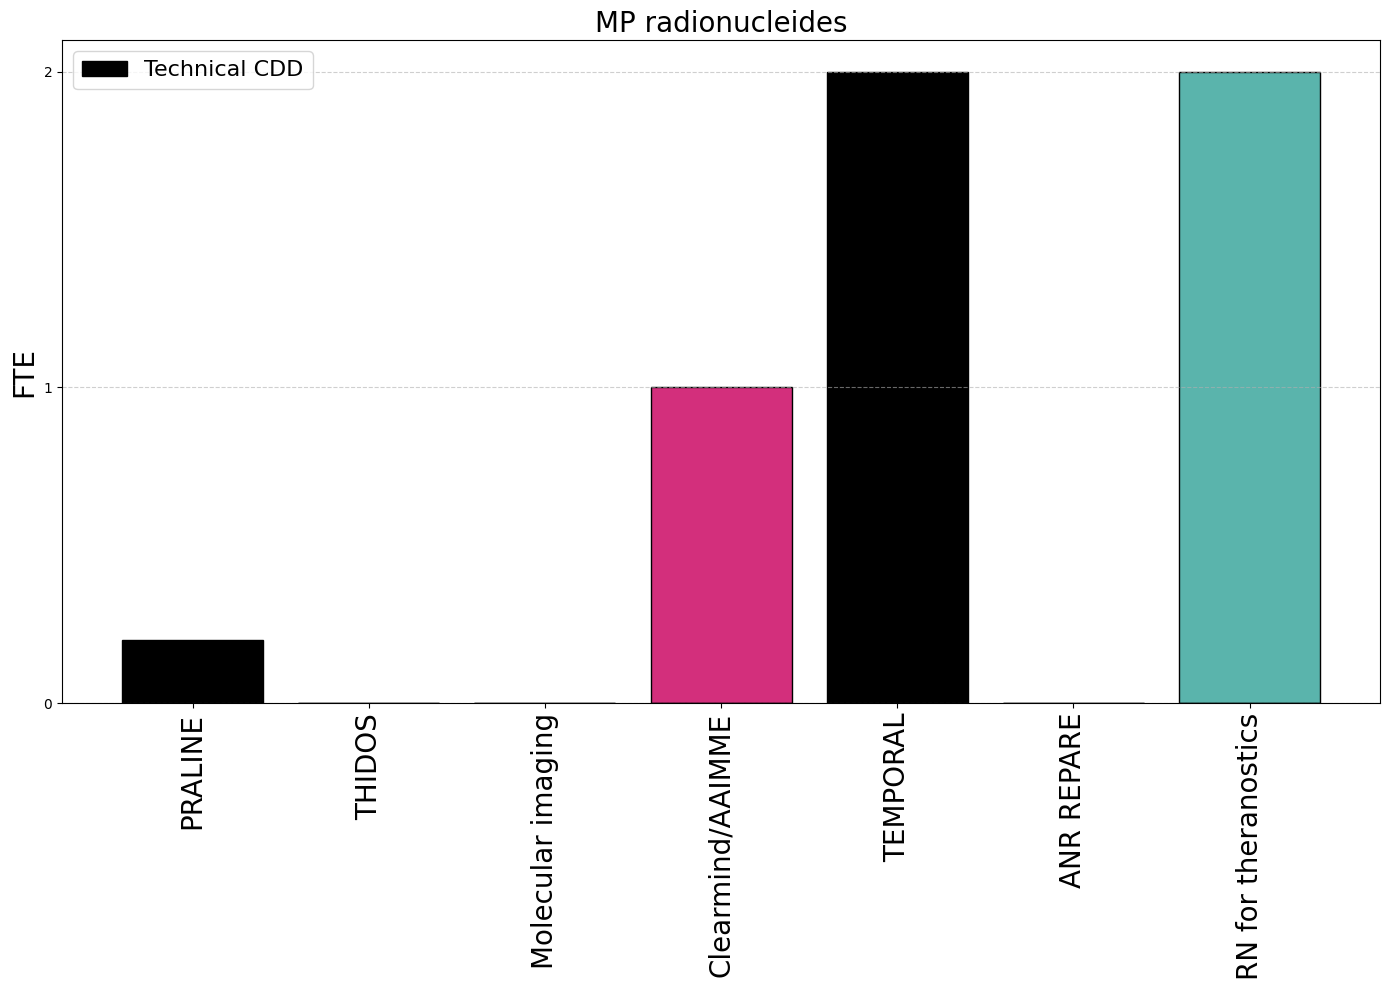 MP radionucleides
Technical CDD
FTE
2
1
0
PRALINE
THIDOS
Molecular imaging
Clearmind/AAIMME
TEMPORAL
ANR REPARE
RN for theranostics